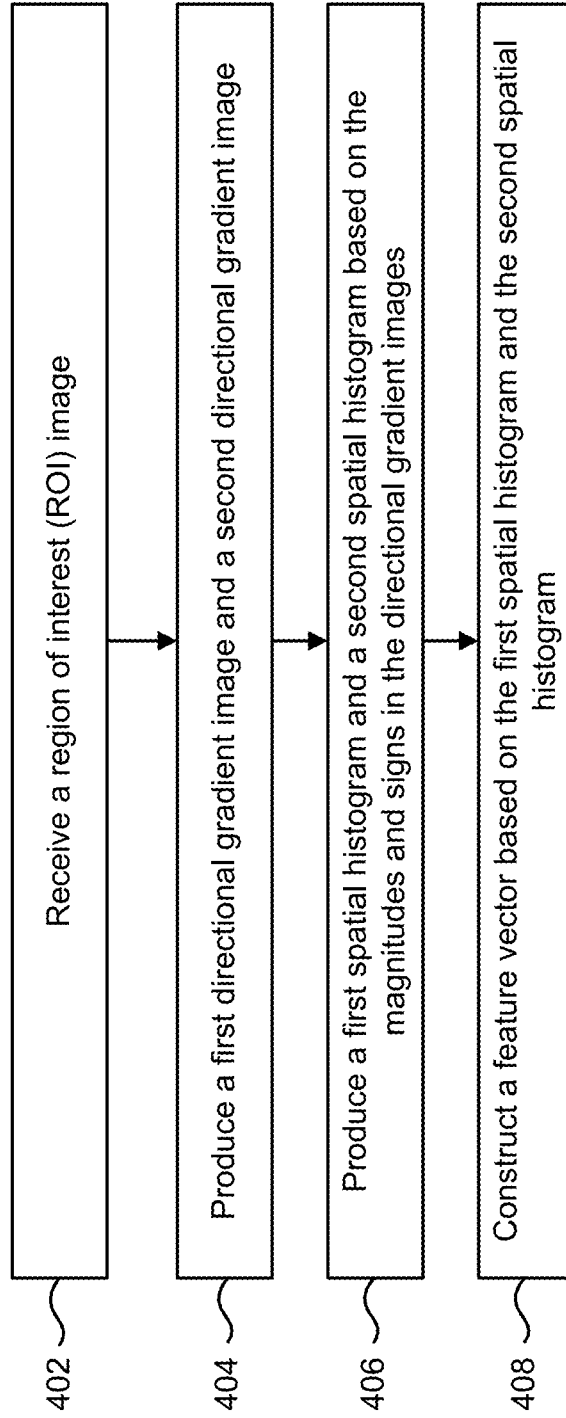 402
Receive a region of interest (ROI) image
404
Produce a first directional gradient image and a second directional gradient image
406
Produce a first spatial histogram and a second spatial histogram based on the
magnitudes and signs in the directional gradient images
408
Construct a feature vector based on the first spatial histogram and the second spatial
histogram